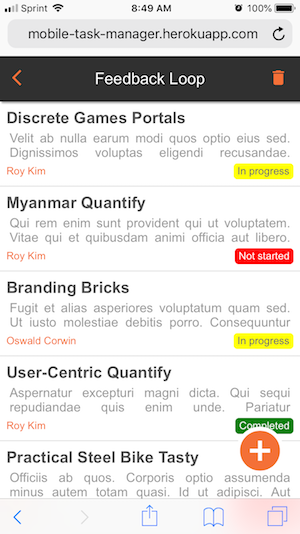 Sprint 8:49 AM 100%
mobile-task-manager.herokuapp.com
Feedback Loop
Discrete Games Portals
Velit ab nulla earum modi quos optio eius sed.
Dignissimos voluptas eligendi recusandae.
Roy Kim In progress
Myanmar Quantify
Qui rem enim sunt provident qui ut voluptatem.
Vitae qui et quibusdam animi officia aut libero.
Roy Kim Not started
Branding Bricks
Fugit et alias asperiores voluptatum quam sed.
Ut iusto molestiae debitis porro. Consequuntur
Oswald Corwin In progress
User-Centric Quantify
Aspernatur excepturi magni dicta. Qui sequi
repudiandae quis enim unde. Pariatur
Roy Kim Completed
Practical Steel Bike Tasty
Officiis ab quos. Corporis optio assumenda
minus autem totam quasi. Id ut adipisci. Aut